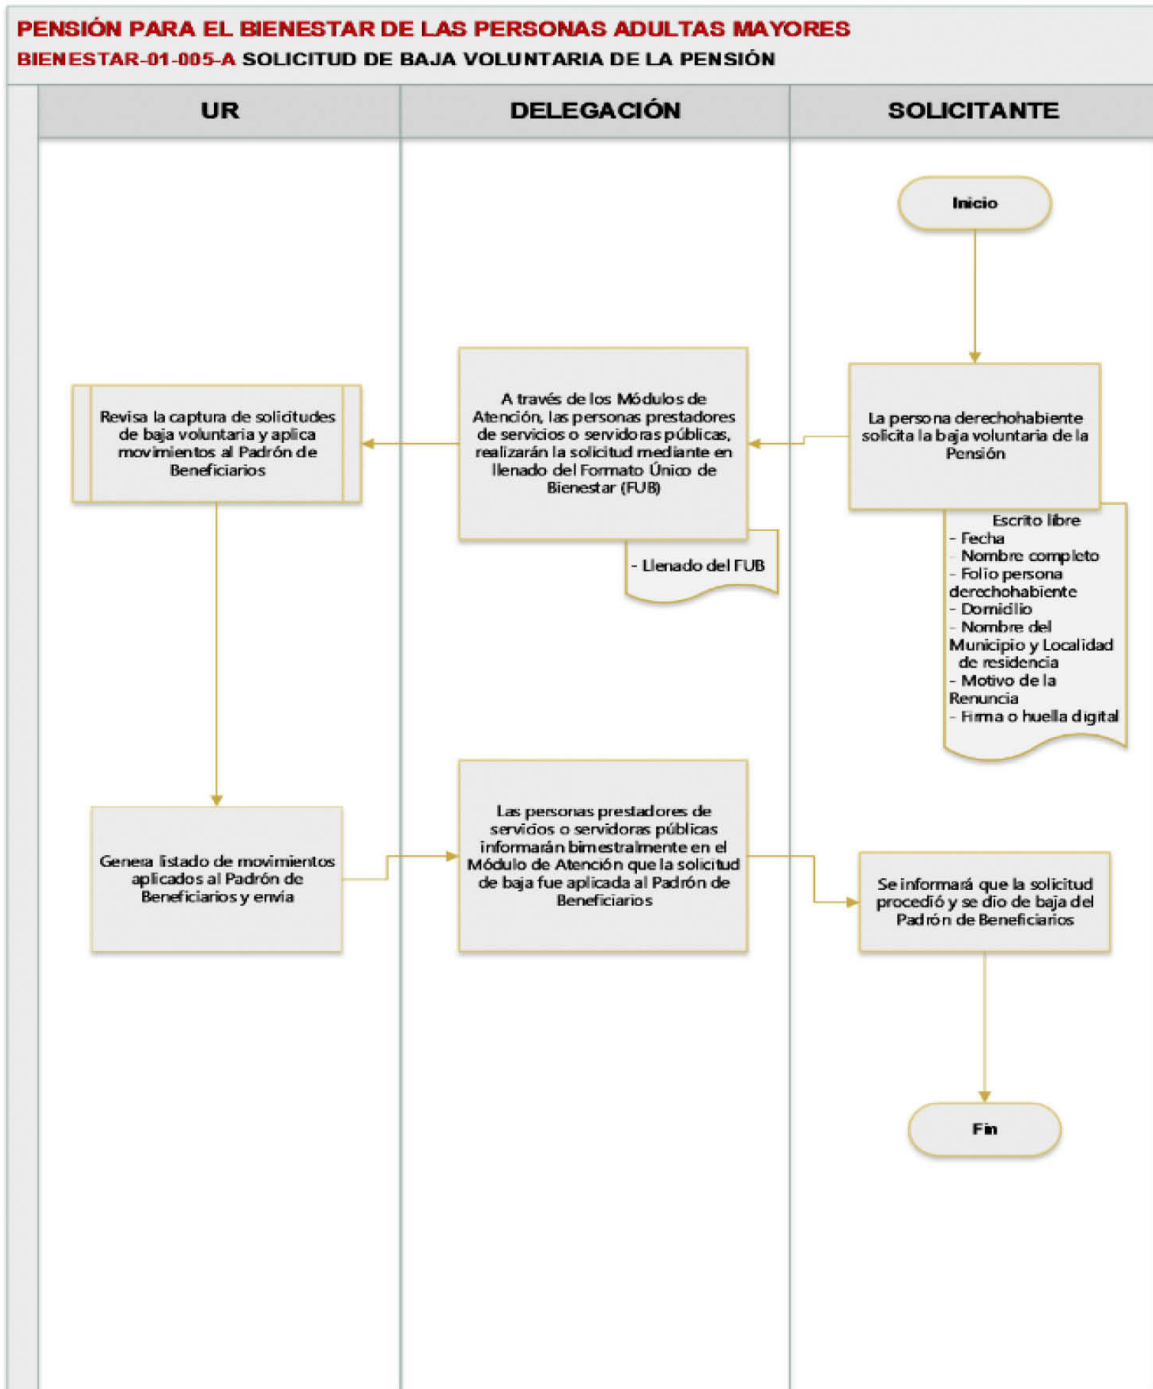 PENSIÓN PARA EL BIENESTAR DE LAS PERSONAS ADULTAS MAYORES
BIENESTAR-01-005-A SOLICITUD DE BAJA VOLUNTARIA DE LA PENSIÓN
UR
DELEGACIÓN
SOLICITANTE
Inicio
La persona derechohabiente
solicita la baja voluntaria de la
Pensión
Escrito libre
- Fecha
- Nombre completo
- Folio persona
derechohabiente
- Domicilio
- Nombre del
Municipio y Localidad
de residencia
- Motivo de la
Renuncia
- Firma o huella digital
A través de los Módulos de
Atención, las personas prestadores
de servicios o servidoras públicas,
realizarán la solicitud mediante en
llenado del Formato Único de
Bienestar (FUB)
- Llenado del FUB
Revisa la captura de solicitudes
de baja voluntaria y aplica
movimientos al Padrón de
Beneficiarios
Genera listado de movimientos
aplicados al Padrón de
Beneficiarios y envía
Las personas prestadores de
servicios o servidoras públicas
informarán bimestralmente en el
Módulo de Atención que la solicitud
de baja fue aplicada al Padrón de
Beneficiarios
Se informará que la solicitud
procedió y se dio de baja del
Padrón de Beneficiarios
Fin